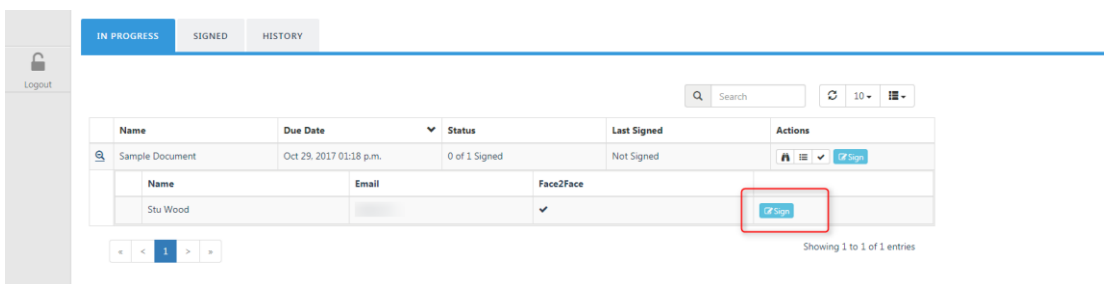 IN PROGRESS SIGNED HISTORY
Logout
Search 10
Name Due Date Status Last Signed Actions
Sample Document Oct 29. 2017 01:18 p.m. 0 of 1 Signed Not Signed Sign
Name Email Face2Face
Stu Wood Sign
« < 1 > »
Showing 1 to 1 of 1 entries